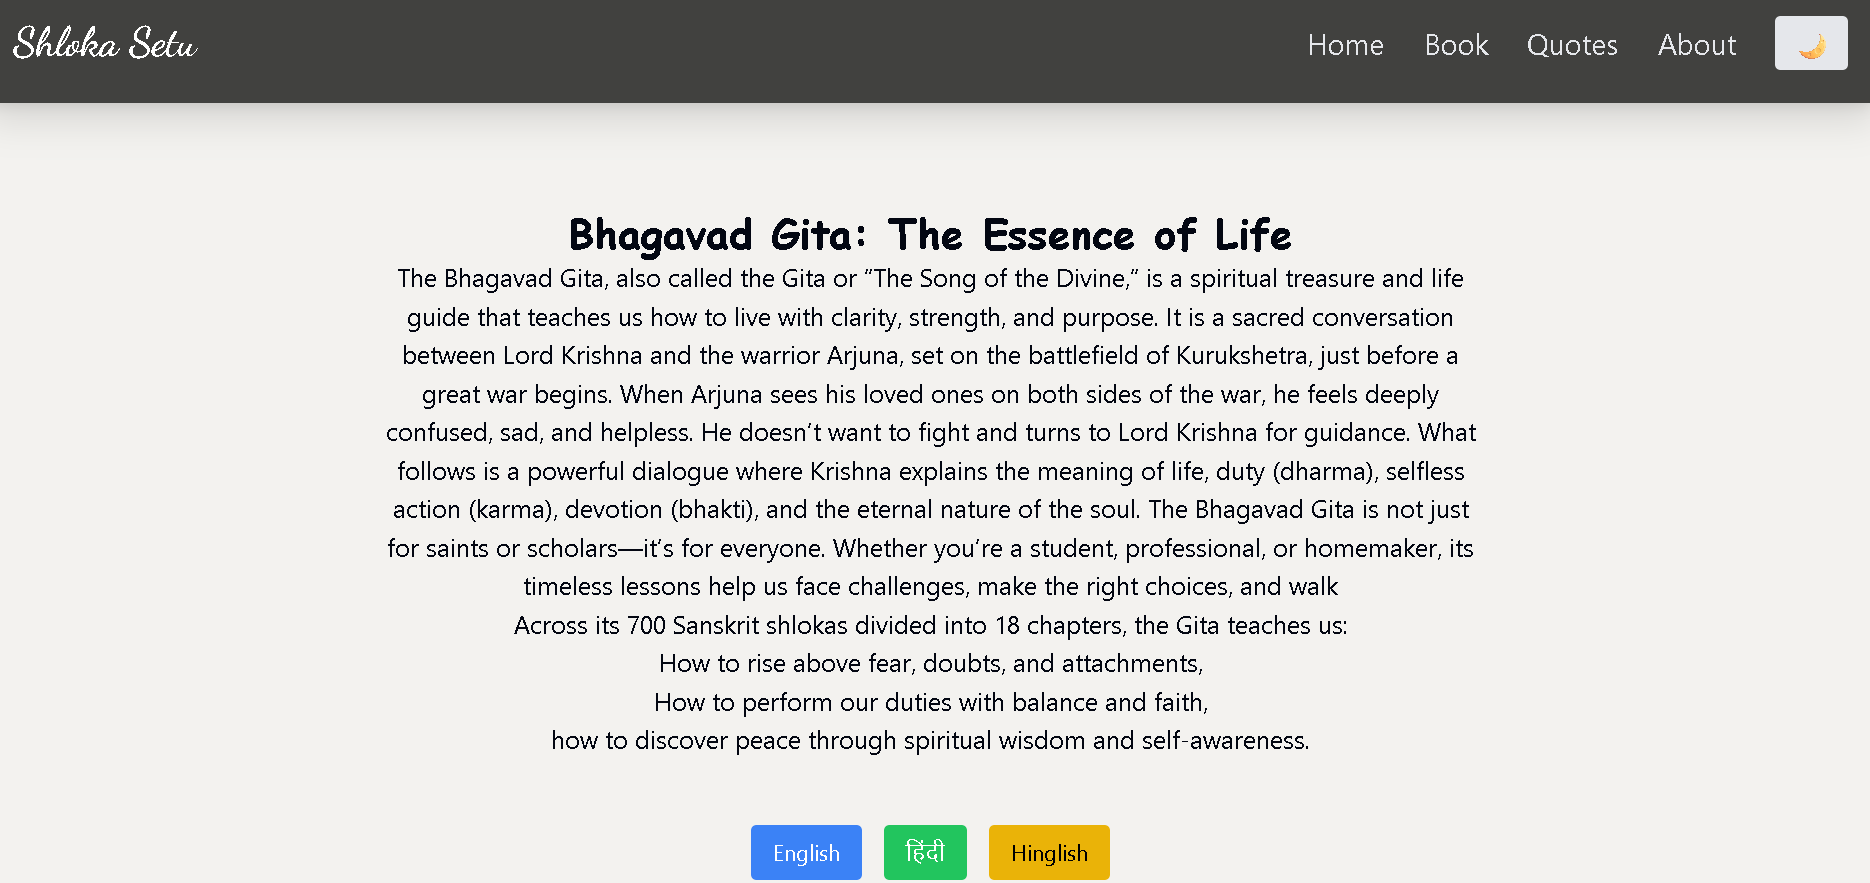 Shloka Setu
Home Book Quotes About
Bhagavad Gita: The Essence of Life
The Bhagavad Gita, also called the Gita or “The Song of the Divine,” is a spiritual treasure and life
guide that teaches us how to live with clarity, strength, and purpose. It is a sacred conversation
between Lord Krishna and the warrior Arjuna, set on the battlefield of Kurukshetra, just before a
great war begins. When Arjuna sees his loved ones on both sides of the war, he feels deeply
confused, sad, and helpless. He doesn’t want to fight and turns to Lord Krishna for guidance. What
follows is a powerful dialogue where Krishna explains the meaning of life, duty (dharma), selfless
action (karma), devotion (bhakti), and the eternal nature of the soul. The Bhagavad Gita is not just
for saints or scholars—it’s for everyone. Whether you’re a student, professional, or homemaker, its
timeless lessons help us face challenges, make the right choices, and walk
Across its 700 Sanskrit shlokas divided into 18 chapters, the Gita teaches us:
How to rise above fear, doubts, and attachments,
How to perform our duties with balance and faith,
how to discover peace through spiritual wisdom and self-awareness.
English हिंदी Hinglish